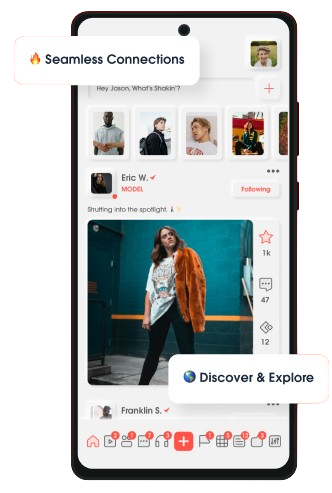 🔥 Seamless Connections
Hey Jason, What's Shakin'?
Eric W.
MODEL
Following
Strutting into the spotlight.
1k
47
12
🌎 Discover & Explore
Franklin S.